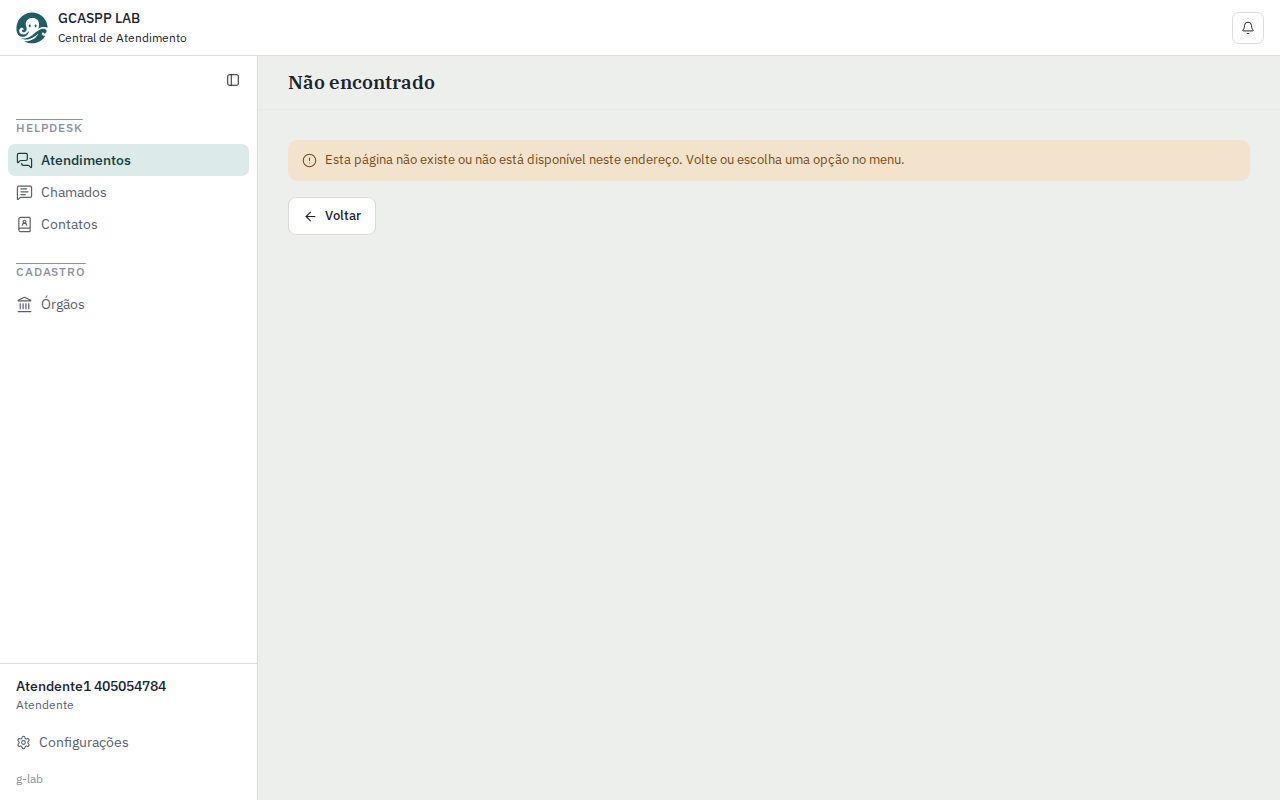 GCASPP LAB
Central de Atendimento
HELPDESK
Atendimentos
Chamados
Contatos
CADASTRO
Órgãos
Atendente1 405054784
Atendente
Configurações
g-lab
Não encontrado
Esta página não existe ou não está disponível neste endereço. Volte ou escolha uma opção no menu.
Voltar